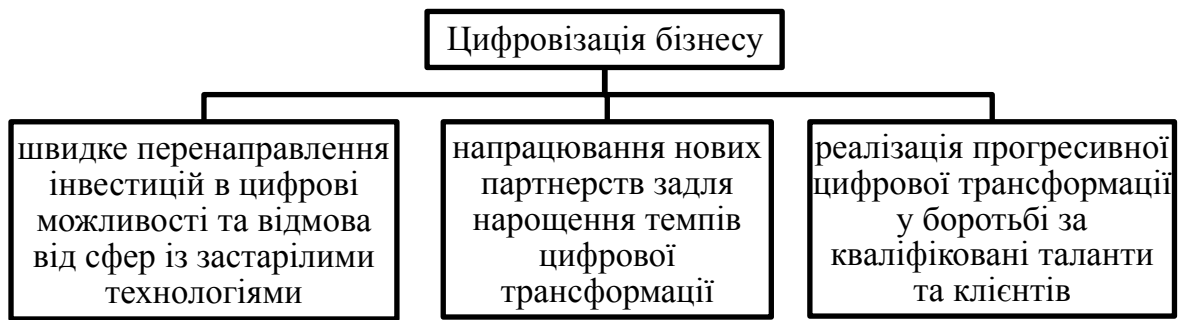 Цифровізація бізнесу
швидке перенаправлення
інвестицій в цифрові
можливості та відмова
від сфер із застарілими
технологіями
напрацювання нових
партнерств задля
нарощення темпів
цифрової
трансформації
реалізація прогресивної
цифрової трансформації
у боротьбі за
кваліфіковані таланти
та клієнтів